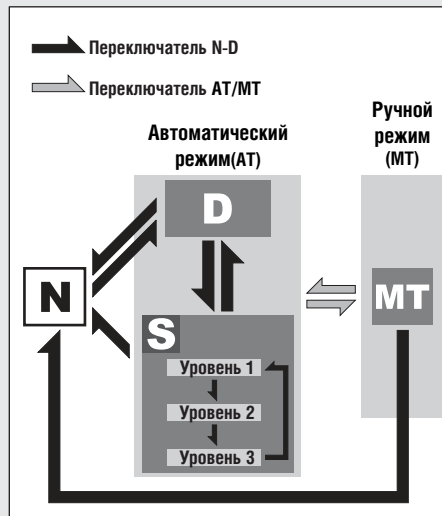 Переключатель N-D
Переключатель AT/MT
Автоматический
режим(AT)
Ручной
режим
(MT)
D
N
MT
S
Уровень 1
Уровень 2
Уровень 3